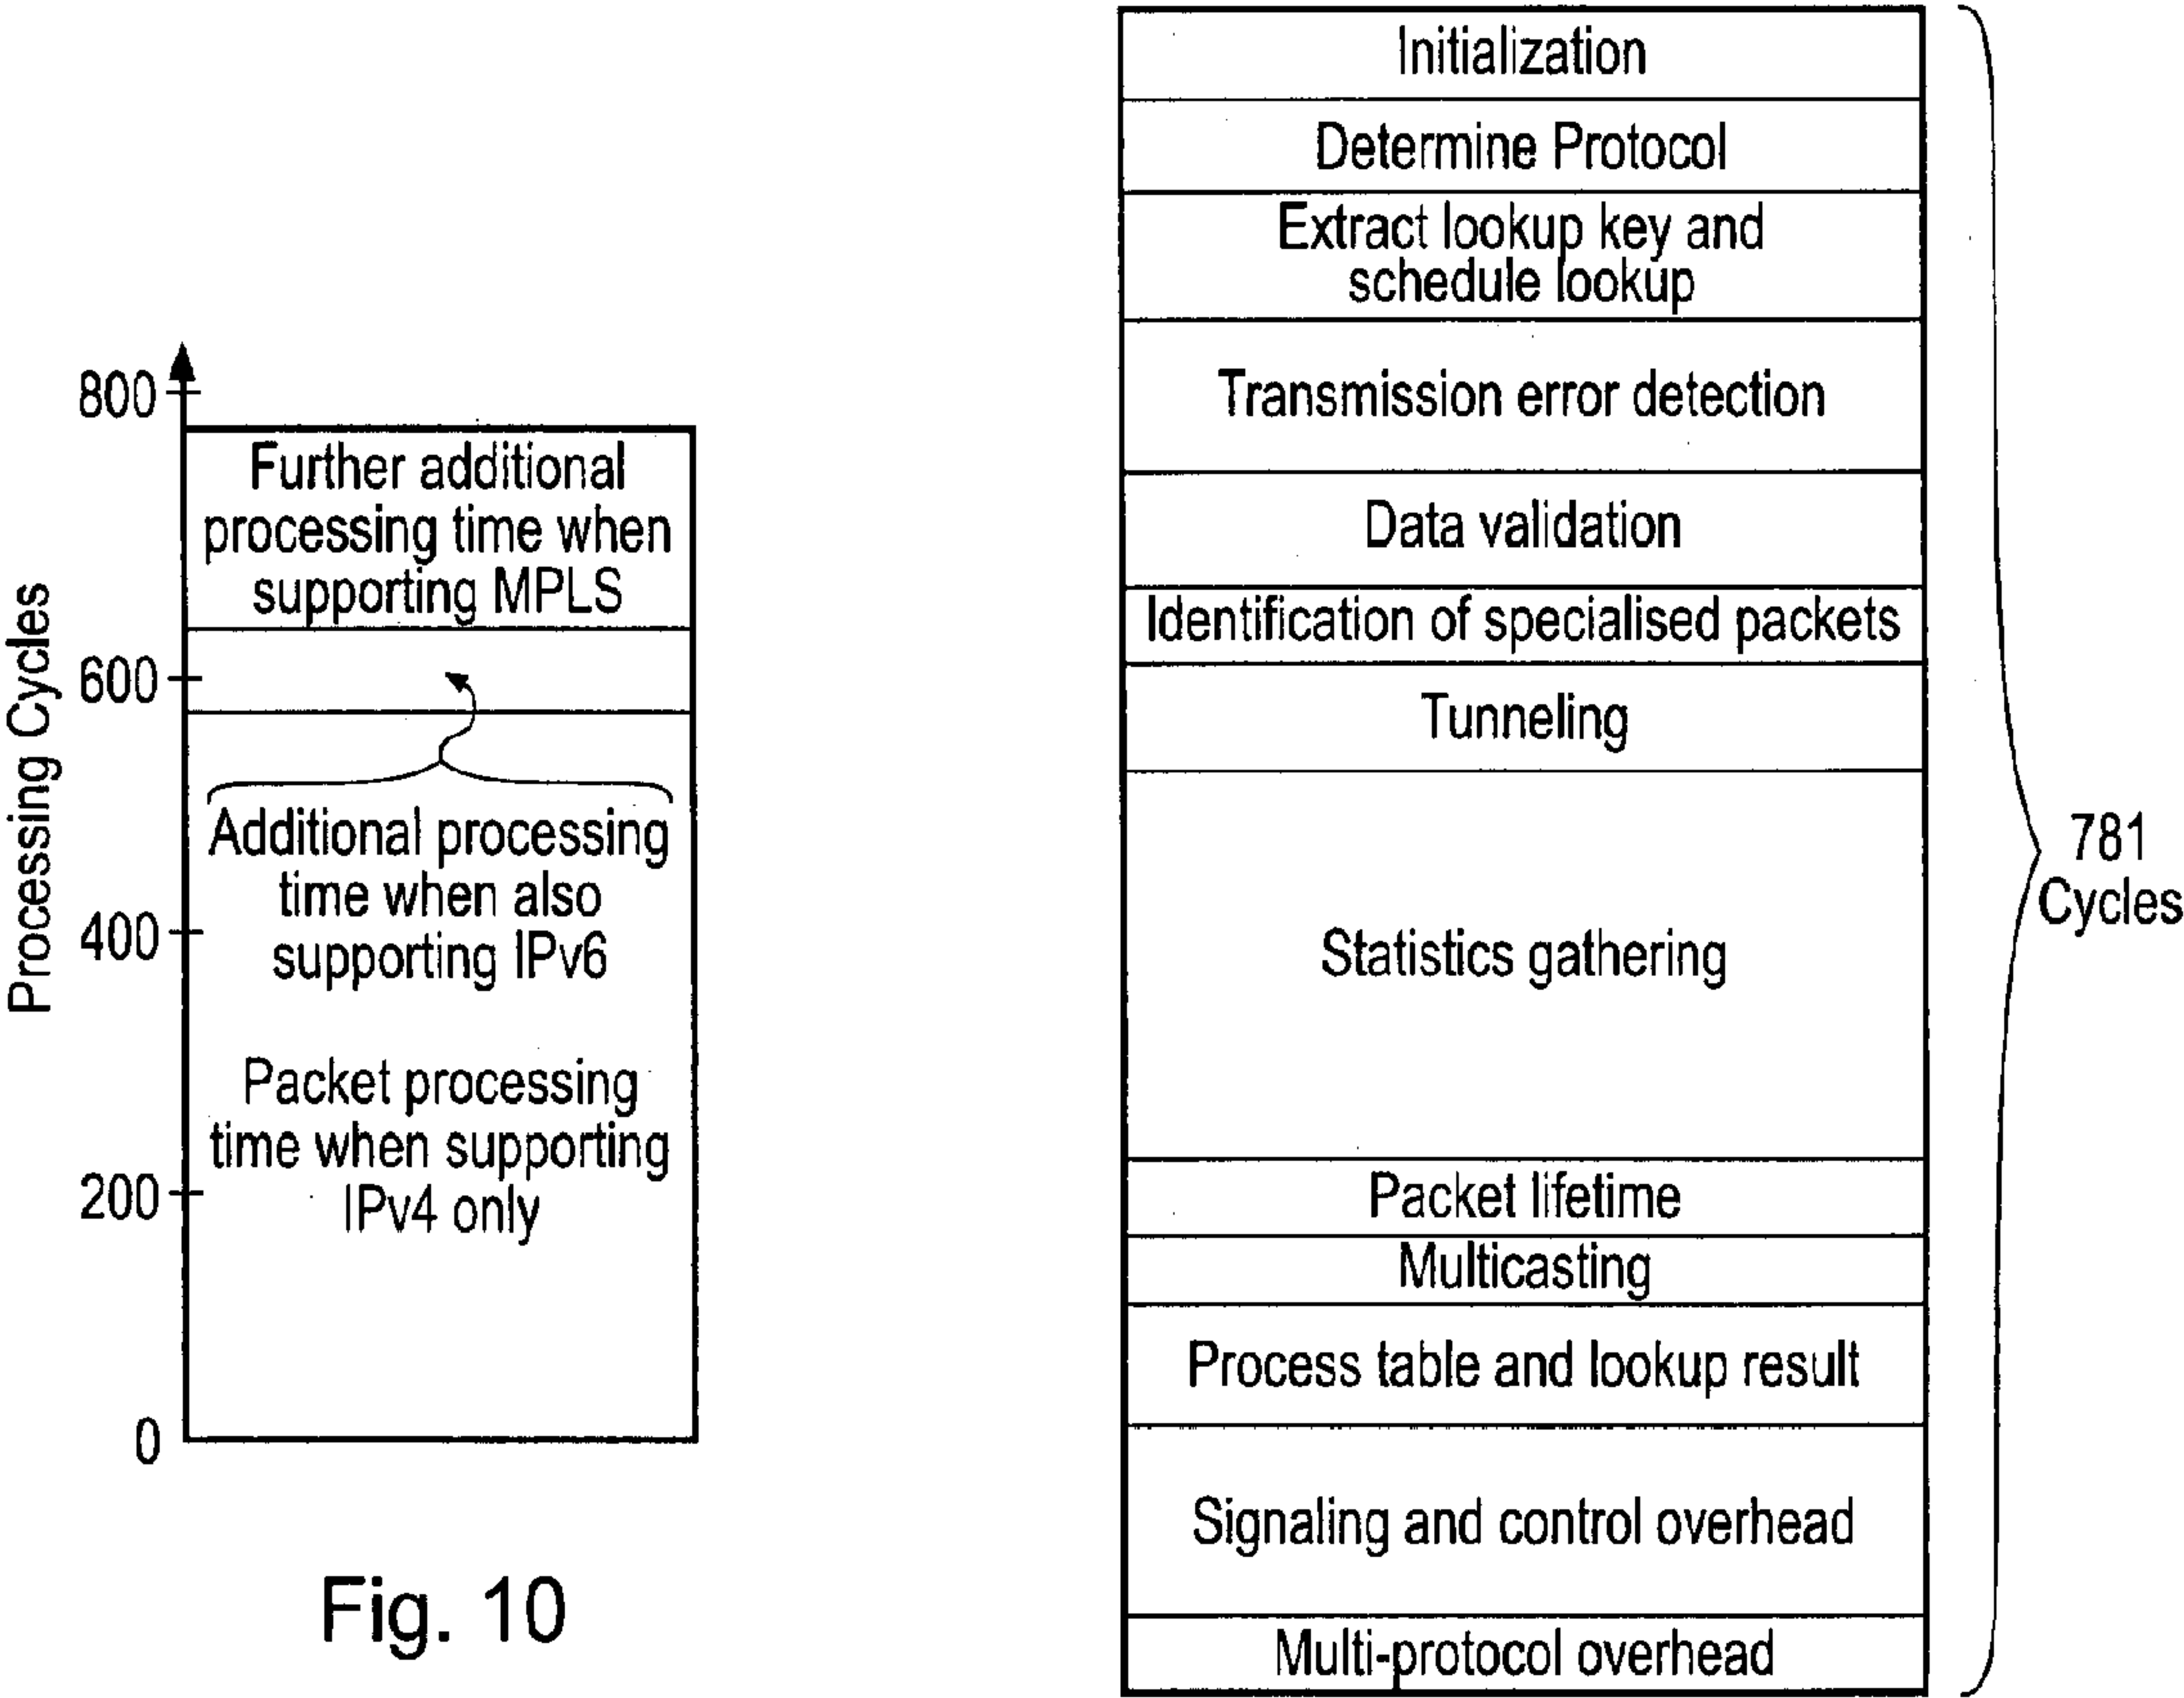 Processing Cycles
800
600
400
200
0
Further additional
processing time when
supporting MPLS
Additional processing
time when also
supporting IPv6
Packet processing
time when supporting
IPv4 only
Fig. 10
Initialization
Determine Protocol
Extract lookup key and
schedule lookup
Transmission error detection
Data validation
Identification of specialised packets
Tunneling
Statistics gathering
Packet lifetime
Multicasting
Process table and lookup result
Signaling and control overhead
Multi-protocol overhead
781
Cycles